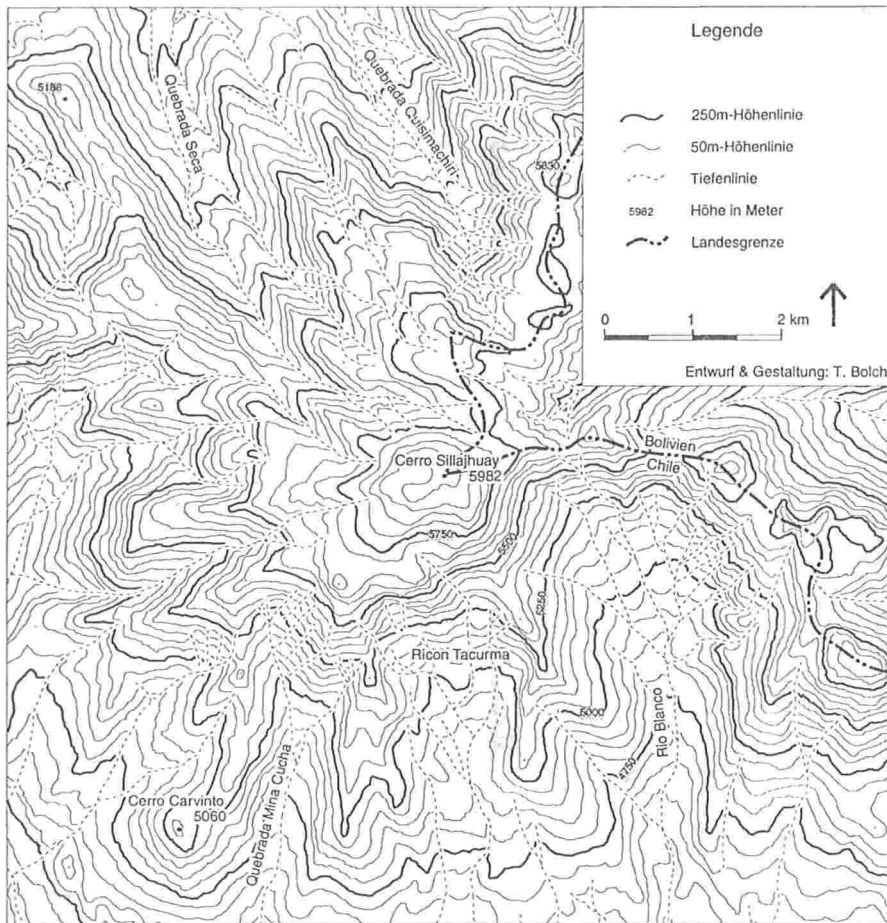 Legende
250m-Höhenlinie
50m-Höhenlinie
Tiefenlinie
5982 Höhe in Meter
Landesgrenze
0 1 2 km
Entwurf & Gestaltung: T. Bolch
5188
Quebrada Seca
Quebrada Quisimachiri
5830
Bolivien
Chile
Cerro Sillajhuay
5982
5750
5500
5250
Ricon Tacurma
5000
4750
Rio Blanco
Cerro Carvinto
5060
Quebrada Mina Cucha